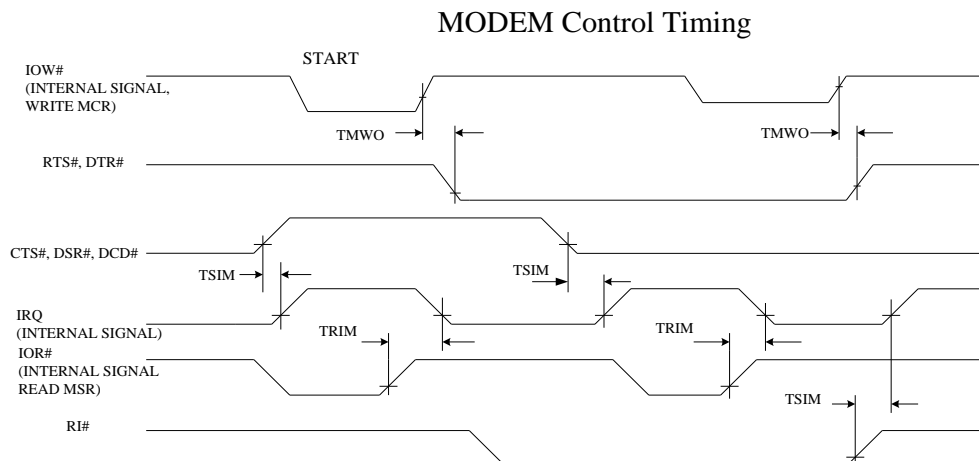 MODEM Control Timing
START
IOW#
(INTERNAL SIGNAL,
WRITE MCR)
TMWO
TMWO
RTS#, DTR#
CTS#, DSR#, DCD#
TSIM
TSIM
IRQ
(INTERNAL SIGNAL)
TRIM
TRIM
IOR#
(INTERNAL SIGNAL
READ MSR)
TSIM
RI#